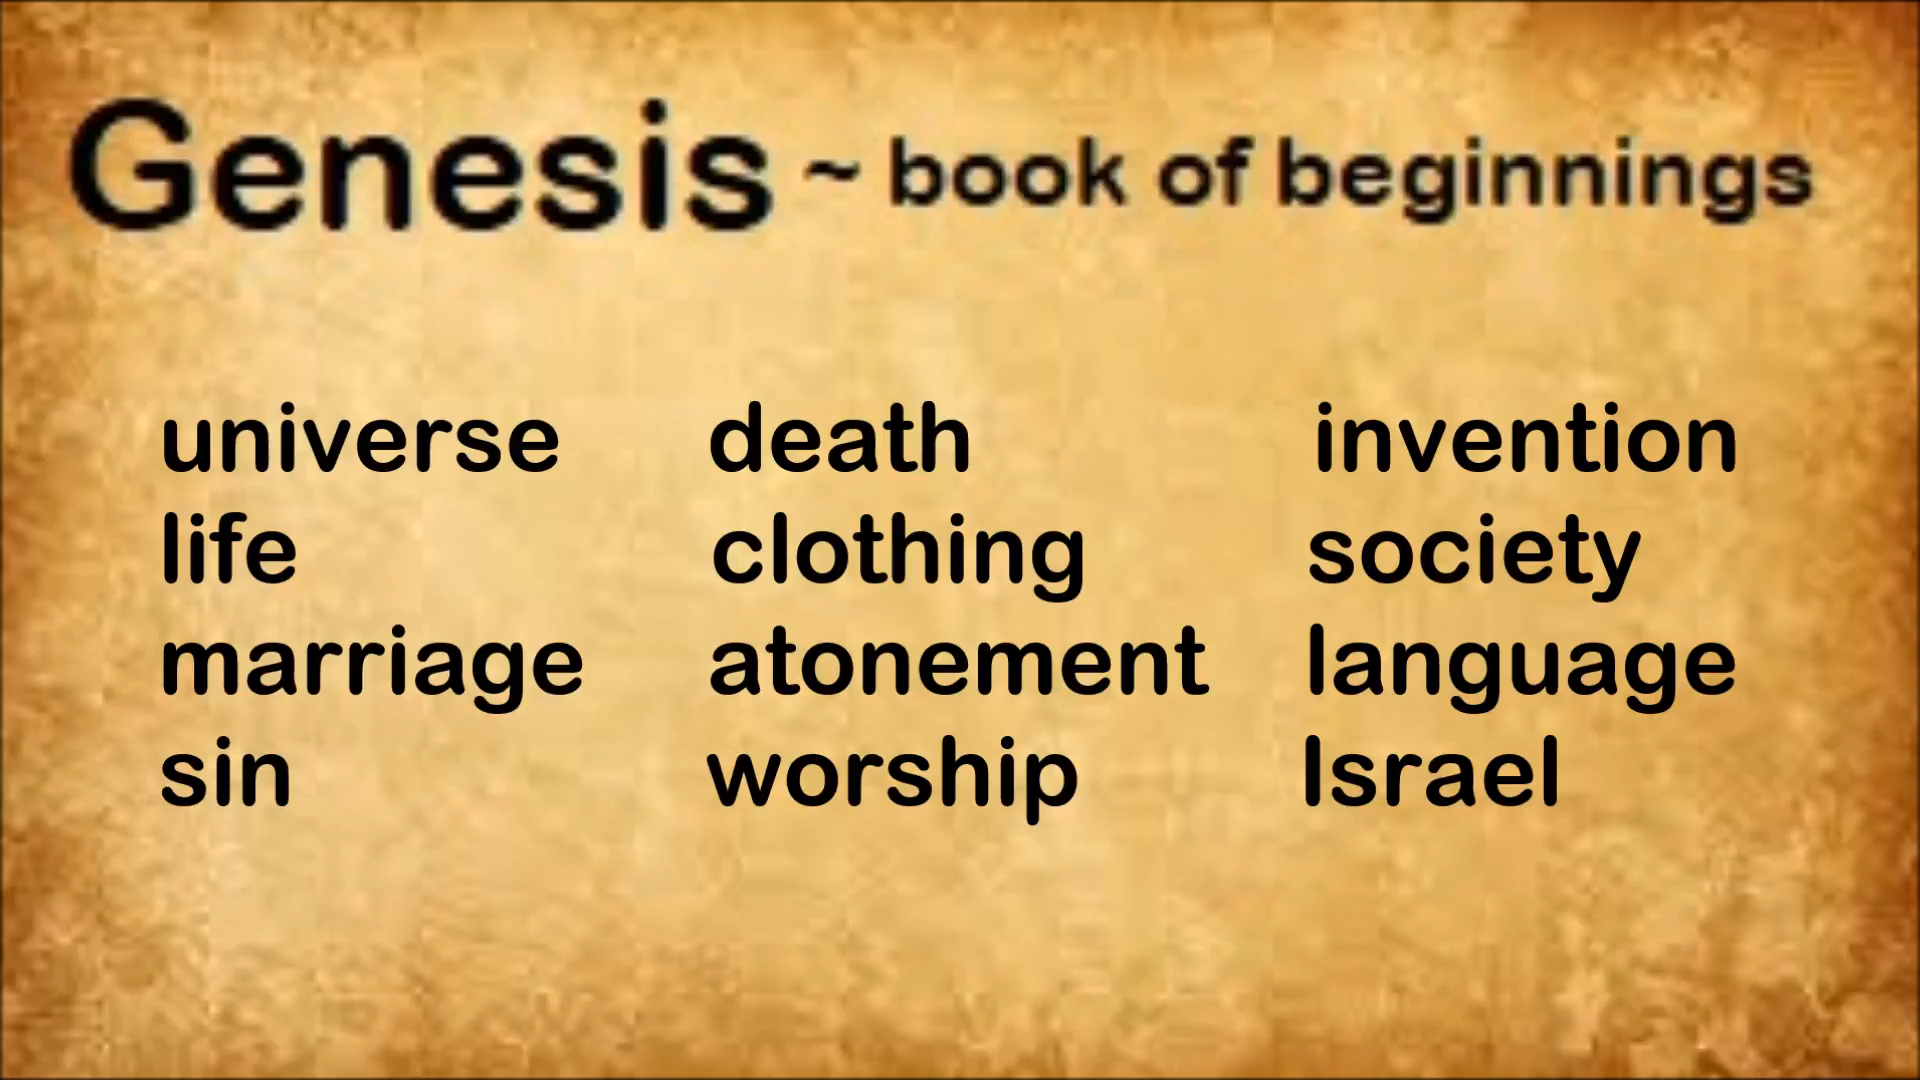 Genesis ~ book of beginnings
universe death invention
life clothing society
marriage atonement language
sin worship Israel